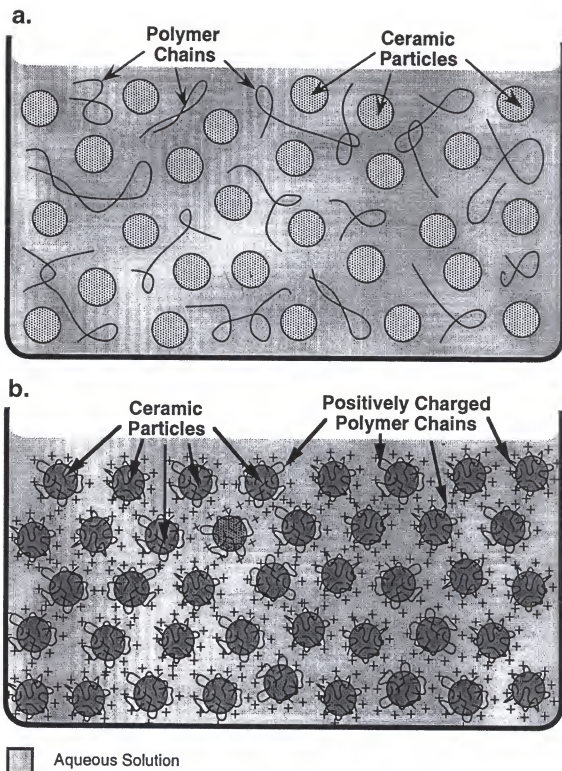 a.
Polymer
Chains
Ceramic
Particles
b.
Ceramic
Particles
Positively Charged
Polymer Chains
Aqueous Solution